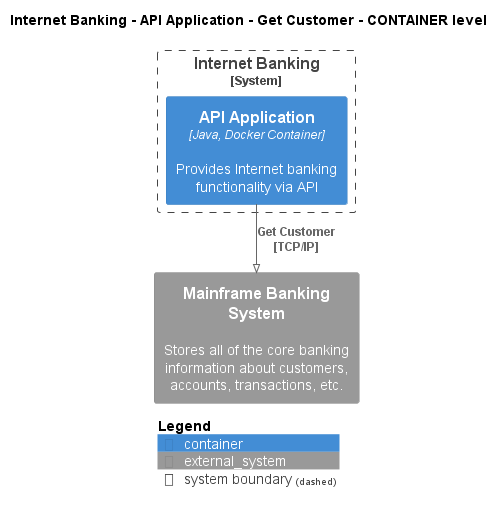 Internet Banking - API Application - Get Customer - CONTAINER level
Internet Banking
[System]
API Application
[Java, Docker Container]
Provides Internet banking
functionality via API
Get Customer
[TCP/IP]
Mainframe Banking
System
Stores all of the core banking
information about customers,
accounts, transactions, etc.
Legend
container
external_system
system boundary (dashed)